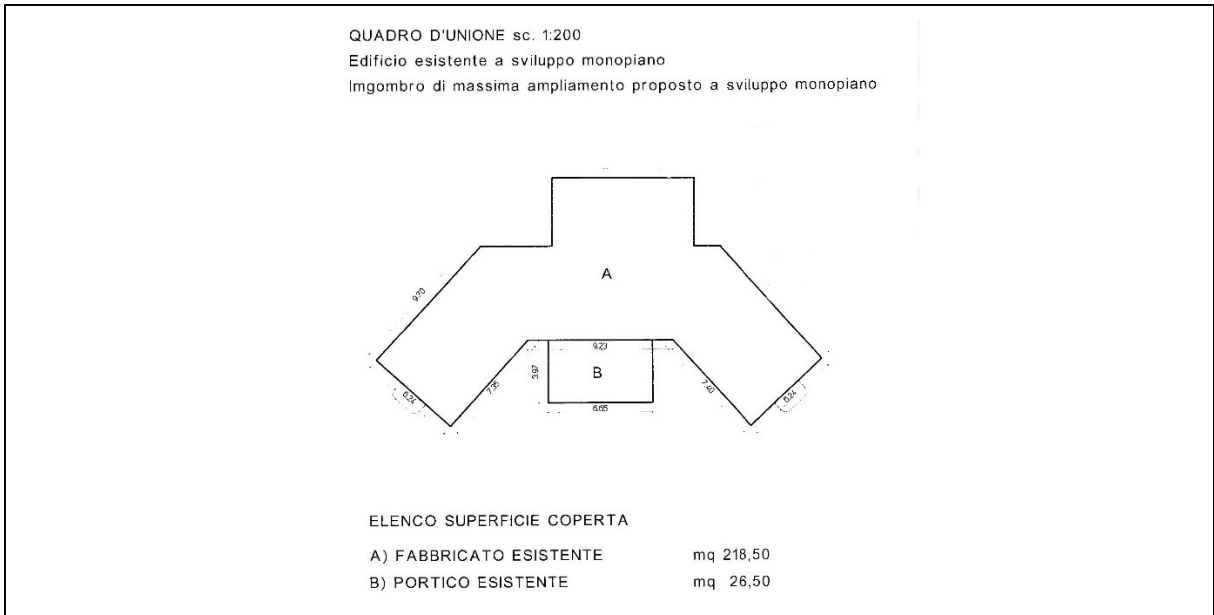 QUADRO D'UNIONE sc. 1:200
Edificio esistente a sviluppo monopiano
Imgombro di massima ampliamento proposto a sviluppo monopiano
A
9.70
9.23
3.97
B
7.35
7.40
6.24
6.24
6.65
ELENCO SUPERFICIE COPERTA
A) FABBRICATO ESISTENTE mq 218,50
B) PORTICO ESISTENTE mq 26,50